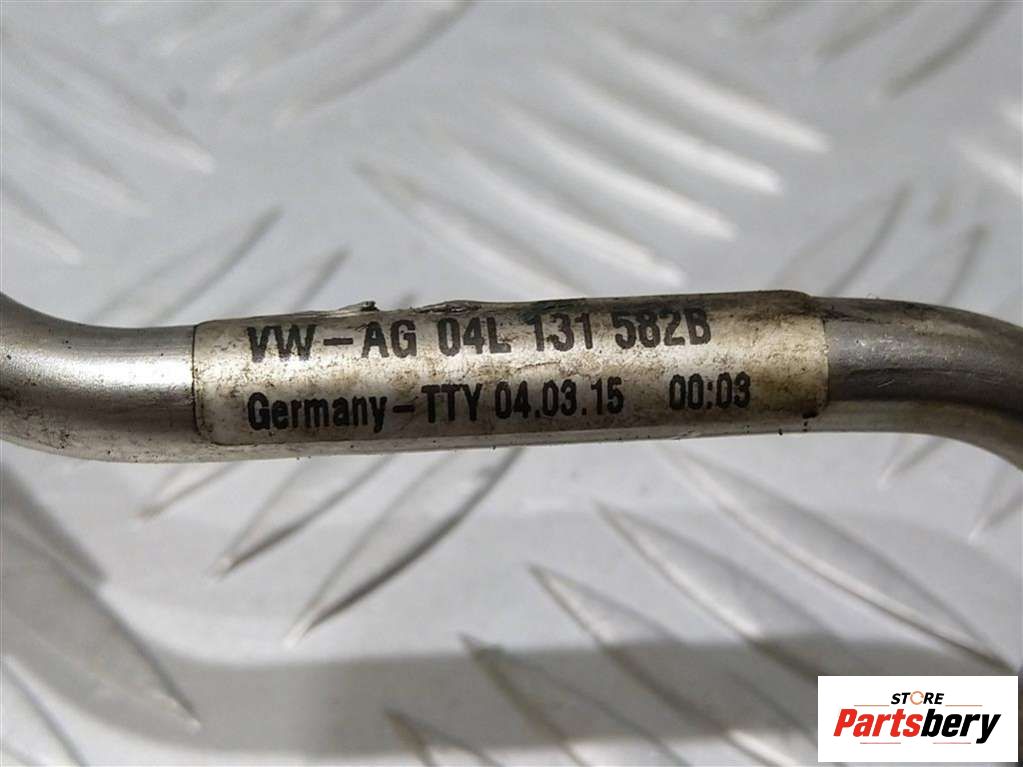 VW-AG 04L 131 582B
Germany-TTY 04.03.15 00:03
STORE
Partsbery